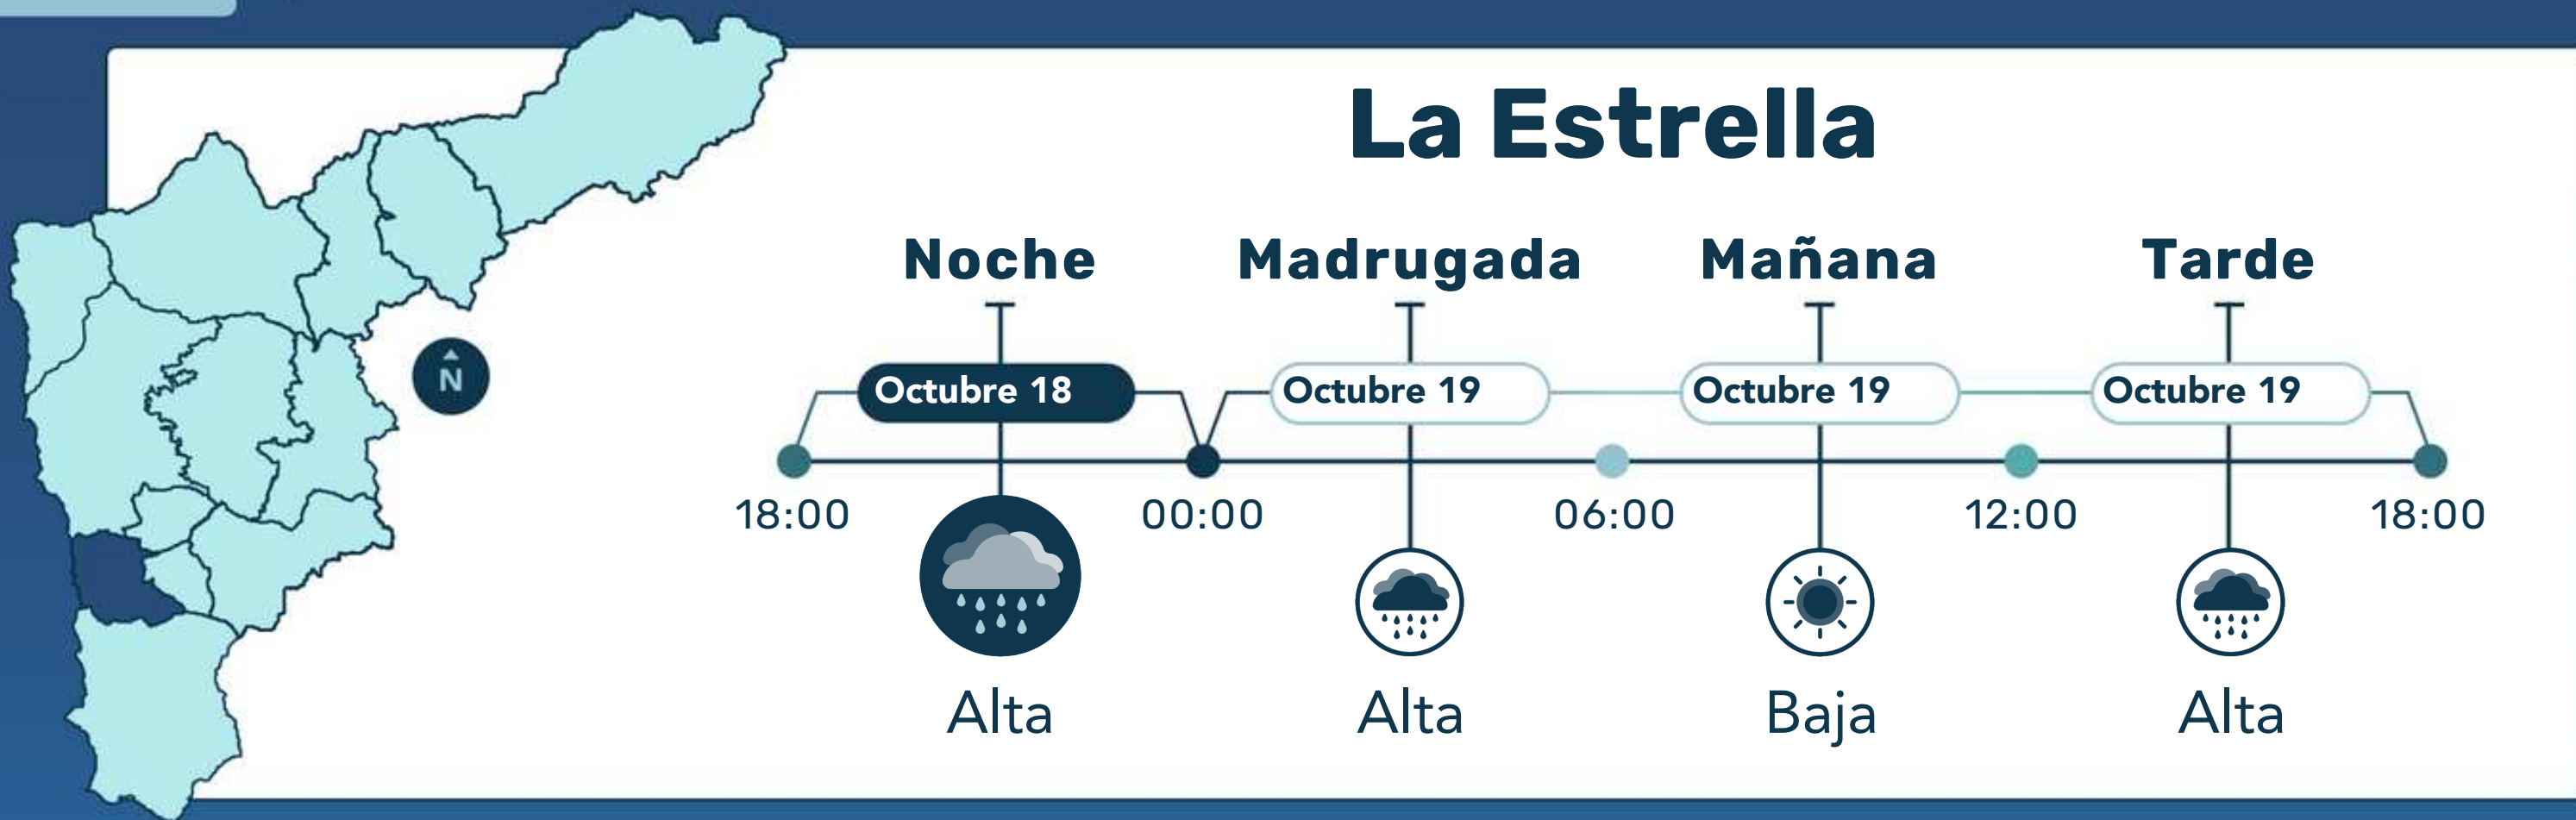 La Estrella
Noche Madrugada Mañana Tarde
N
Octubre 18 Octubre 19 Octubre 19 Octubre 19
18:00 00:00 06:00 12:00 18:00
Alta Alta Baja Alta